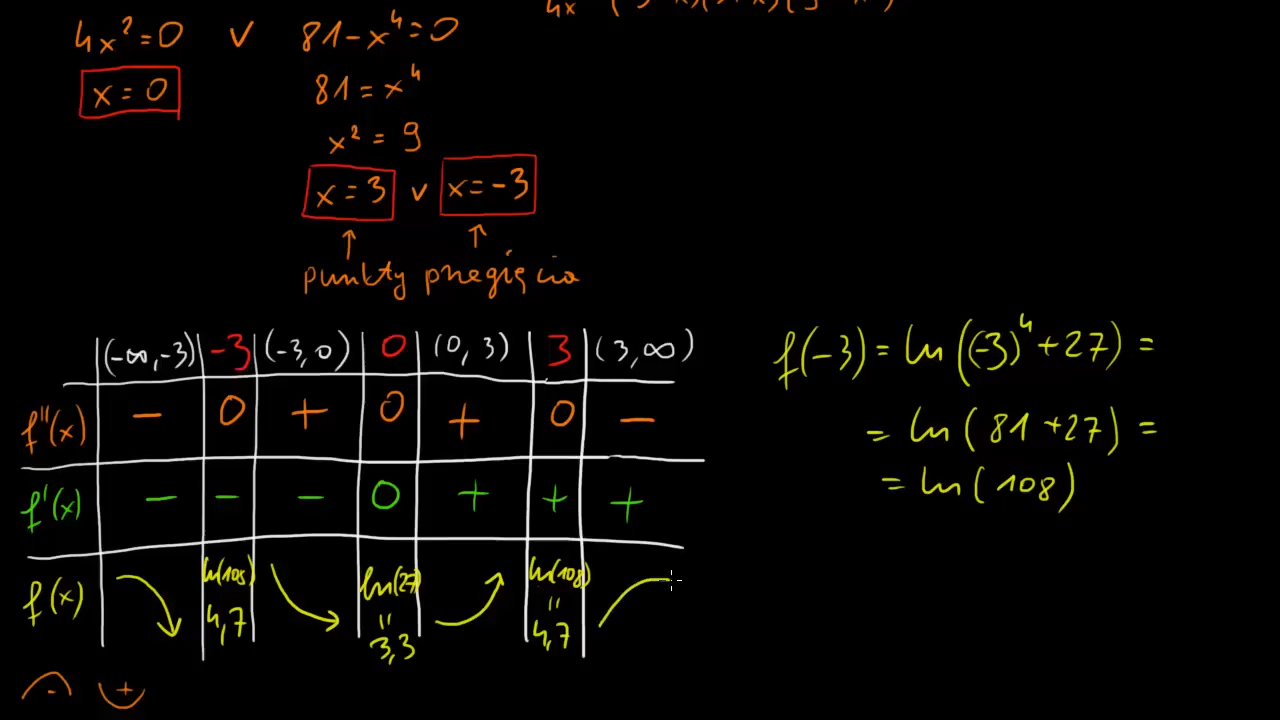 4x² = 0 v 81 - x⁴ = 0
x = 0
81 = x⁴
x² = 9
x = 3 v x = -3
punkty przegięcia
(-∞, -3) -3 (-3, 0) 0 (0, 3) 3 (3, ∞)
f''(x) - 0 + 0 + 0 -
f'(x) - - - 0 + + +
f(x) ln(108) ln(27) ln(108)
4,7 = 3,3 = 4,7
- +
f(-3) = ln((-3)⁴ + 27) =
= ln(81 + 27) =
= ln(108)